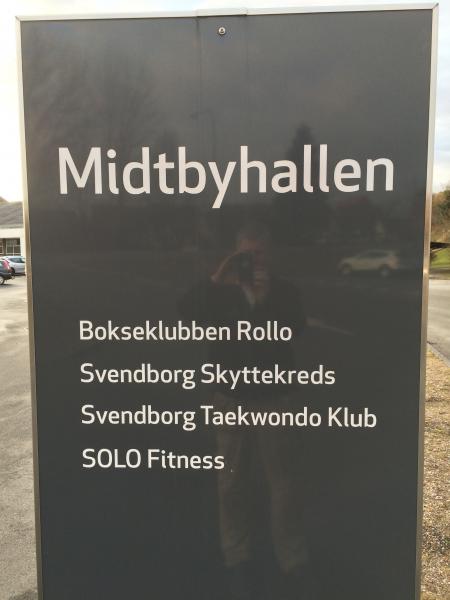 Midtbyhallen
Bokseklubben Rollo
Svendborg Skyttekreds
Svendborg Taekwondo Klub
SOLO Fitness